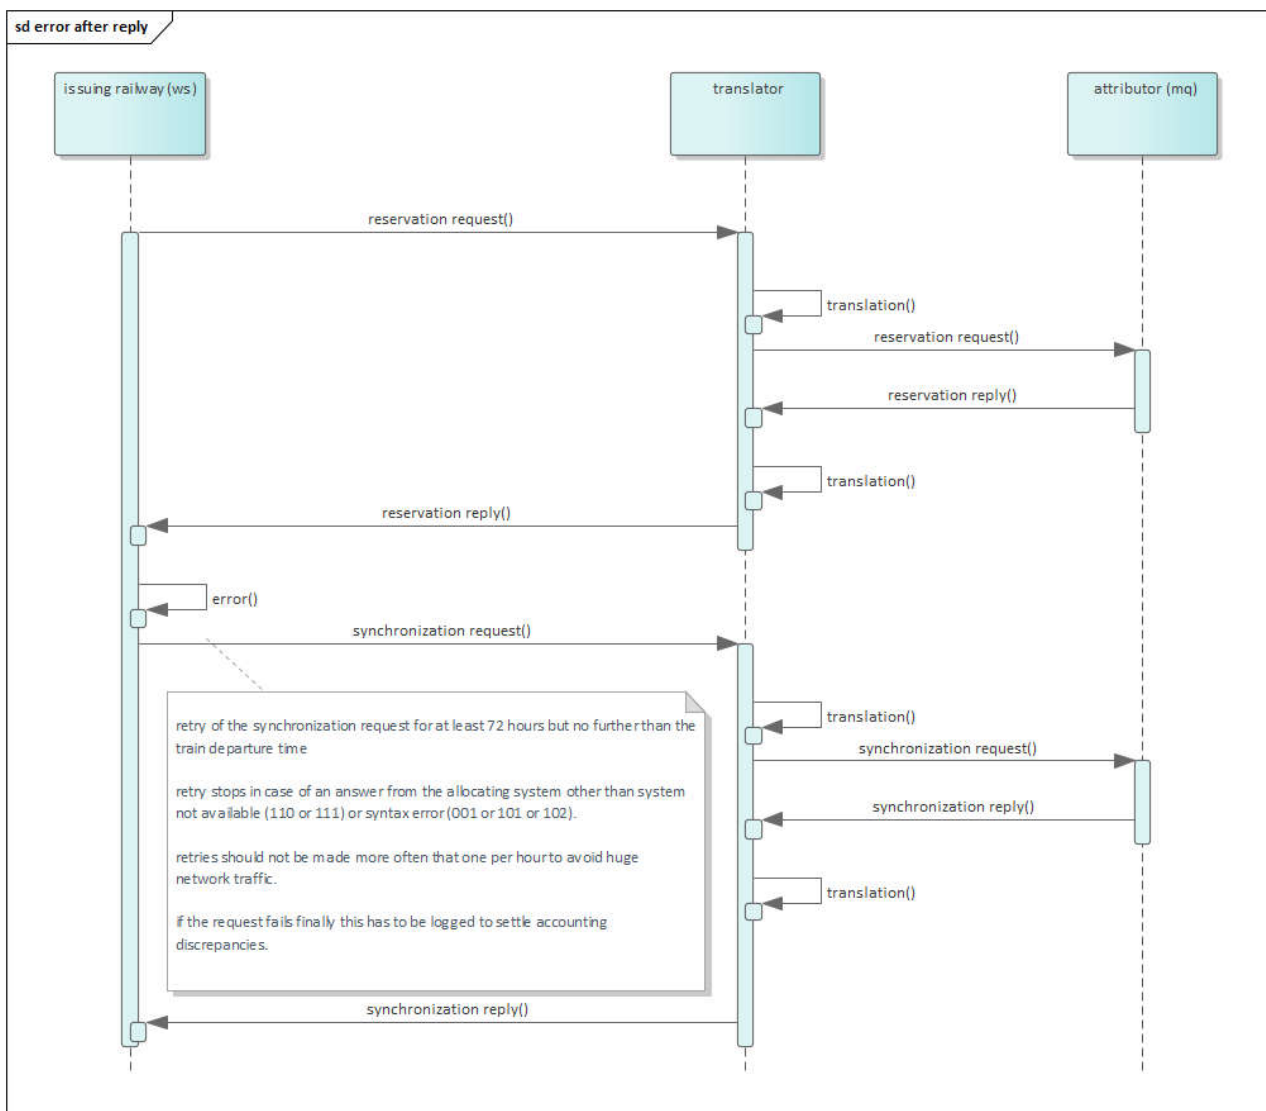 sd error after reply
issuing railway (ws)
translator
attributor (mq)
reservation request()
translation()
reservation request()
reservation reply()
translation()
reservation reply()
error()
synchronization request()
retry of the synchronization request for at least 72 hours but no further than the
train departure time
retry stops in case of an answer from the allocating system other than system
not available (110 or 111) or syntax error (001 or 101 or 102).
retries should not be made more often that one per hour to avoid huge
network traffic.
if the request fails finally this has to be logged to settle accounting
discrepancies.
translation()
synchronization request()
synchronization reply()
translation()
synchronization reply()